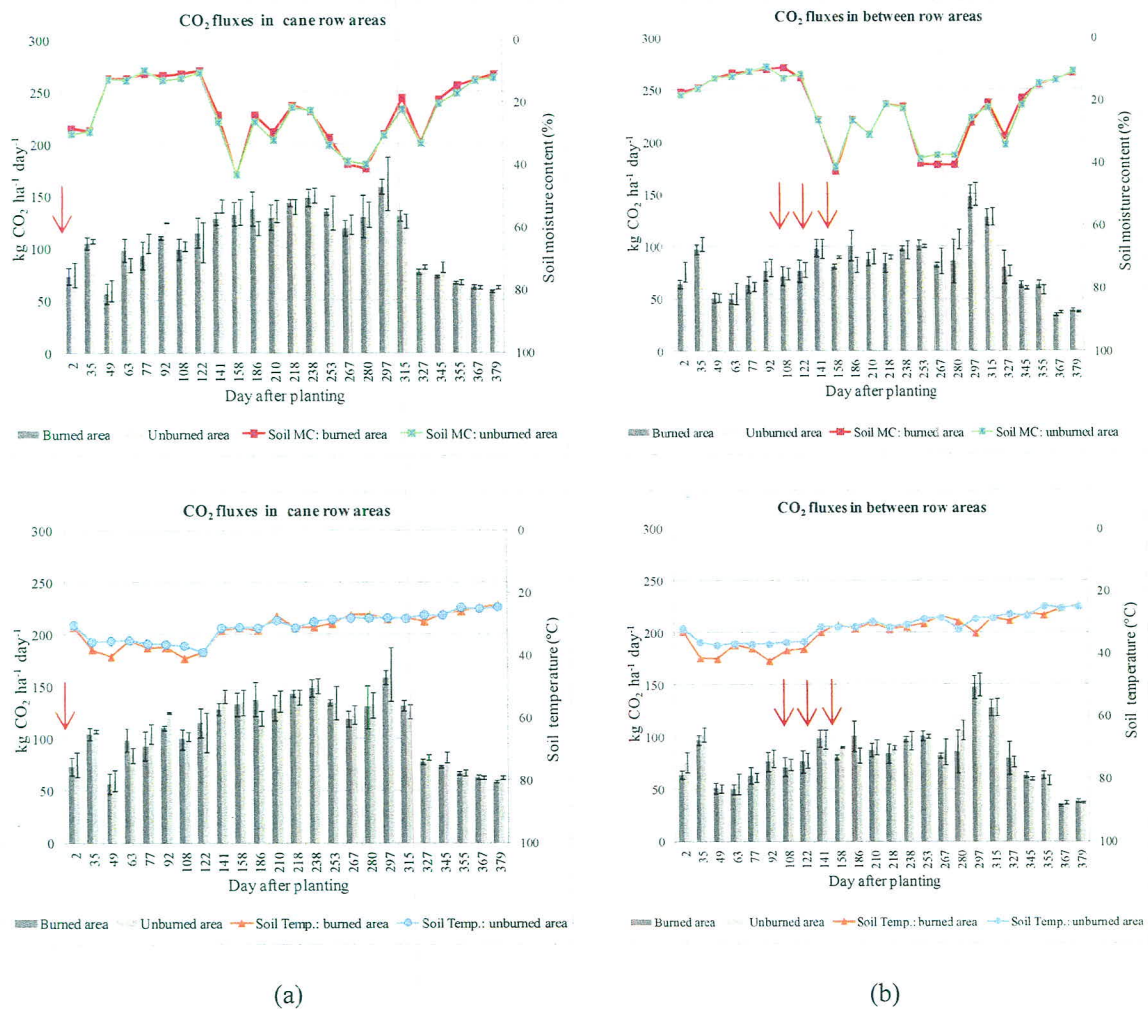 CO₂ fluxes in cane row areas
300
250
200
150
100
50
0
kg CO₂ ha⁻¹ day⁻¹
0
20
40
60
80
100
Soil moisture content (%)
2 35 49 63 77 92 108 122 141 158 186 210 218 238 253 267 280 297 315 327 345 355 367 379
Day after planting
Burned area Unburned area Soil MC: burned area Soil MC: unburned area
CO₂ fluxes in between row areas
300
250
200
150
100
50
0
kg CO₂ ha⁻¹ day⁻¹
0
20
40
60
80
100
Soil moisture content (%)
2 35 49 63 77 92 108 122 141 158 186 210 218 238 253 267 280 297 315 327 345 355 367 379
Day after planting
Burned area Unburned area Soil MC: burned area Soil MC: unburned area
CO₂ fluxes in cane row areas
300
250
200
150
100
50
0
kg CO₂ ha⁻¹ day⁻¹
0
20
40
60
80
100
Soil temperature (°C)
2 35 49 63 77 92 108 122 141 158 186 210 218 238 253 267 280 297 315 327 345 355 367 379
Day after planting
Burned area Unburned area Soil Temp.: burned area Soil Temp.: unburned area
CO₂ fluxes in between row areas
300
250
200
150
100
50
0
kg CO₂ ha⁻¹ day⁻¹
0
20
40
60
80
100
Soil temperature (°C)
2 35 49 63 77 92 108 122 141 158 186 210 218 238 253 267 280 297 315 327 345 355 367 379
Day after planting
Burned area Unburned area Soil Temp.: burned area Soil Temp.: unburned area
(a)
(b)